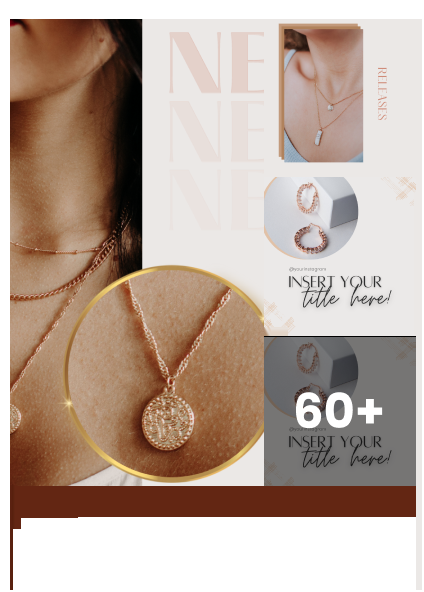 NE
NE
NE
RELEASES
@yourinstagram
INSERT YOUR
title here!
60+
INSERT YOUR
title here!